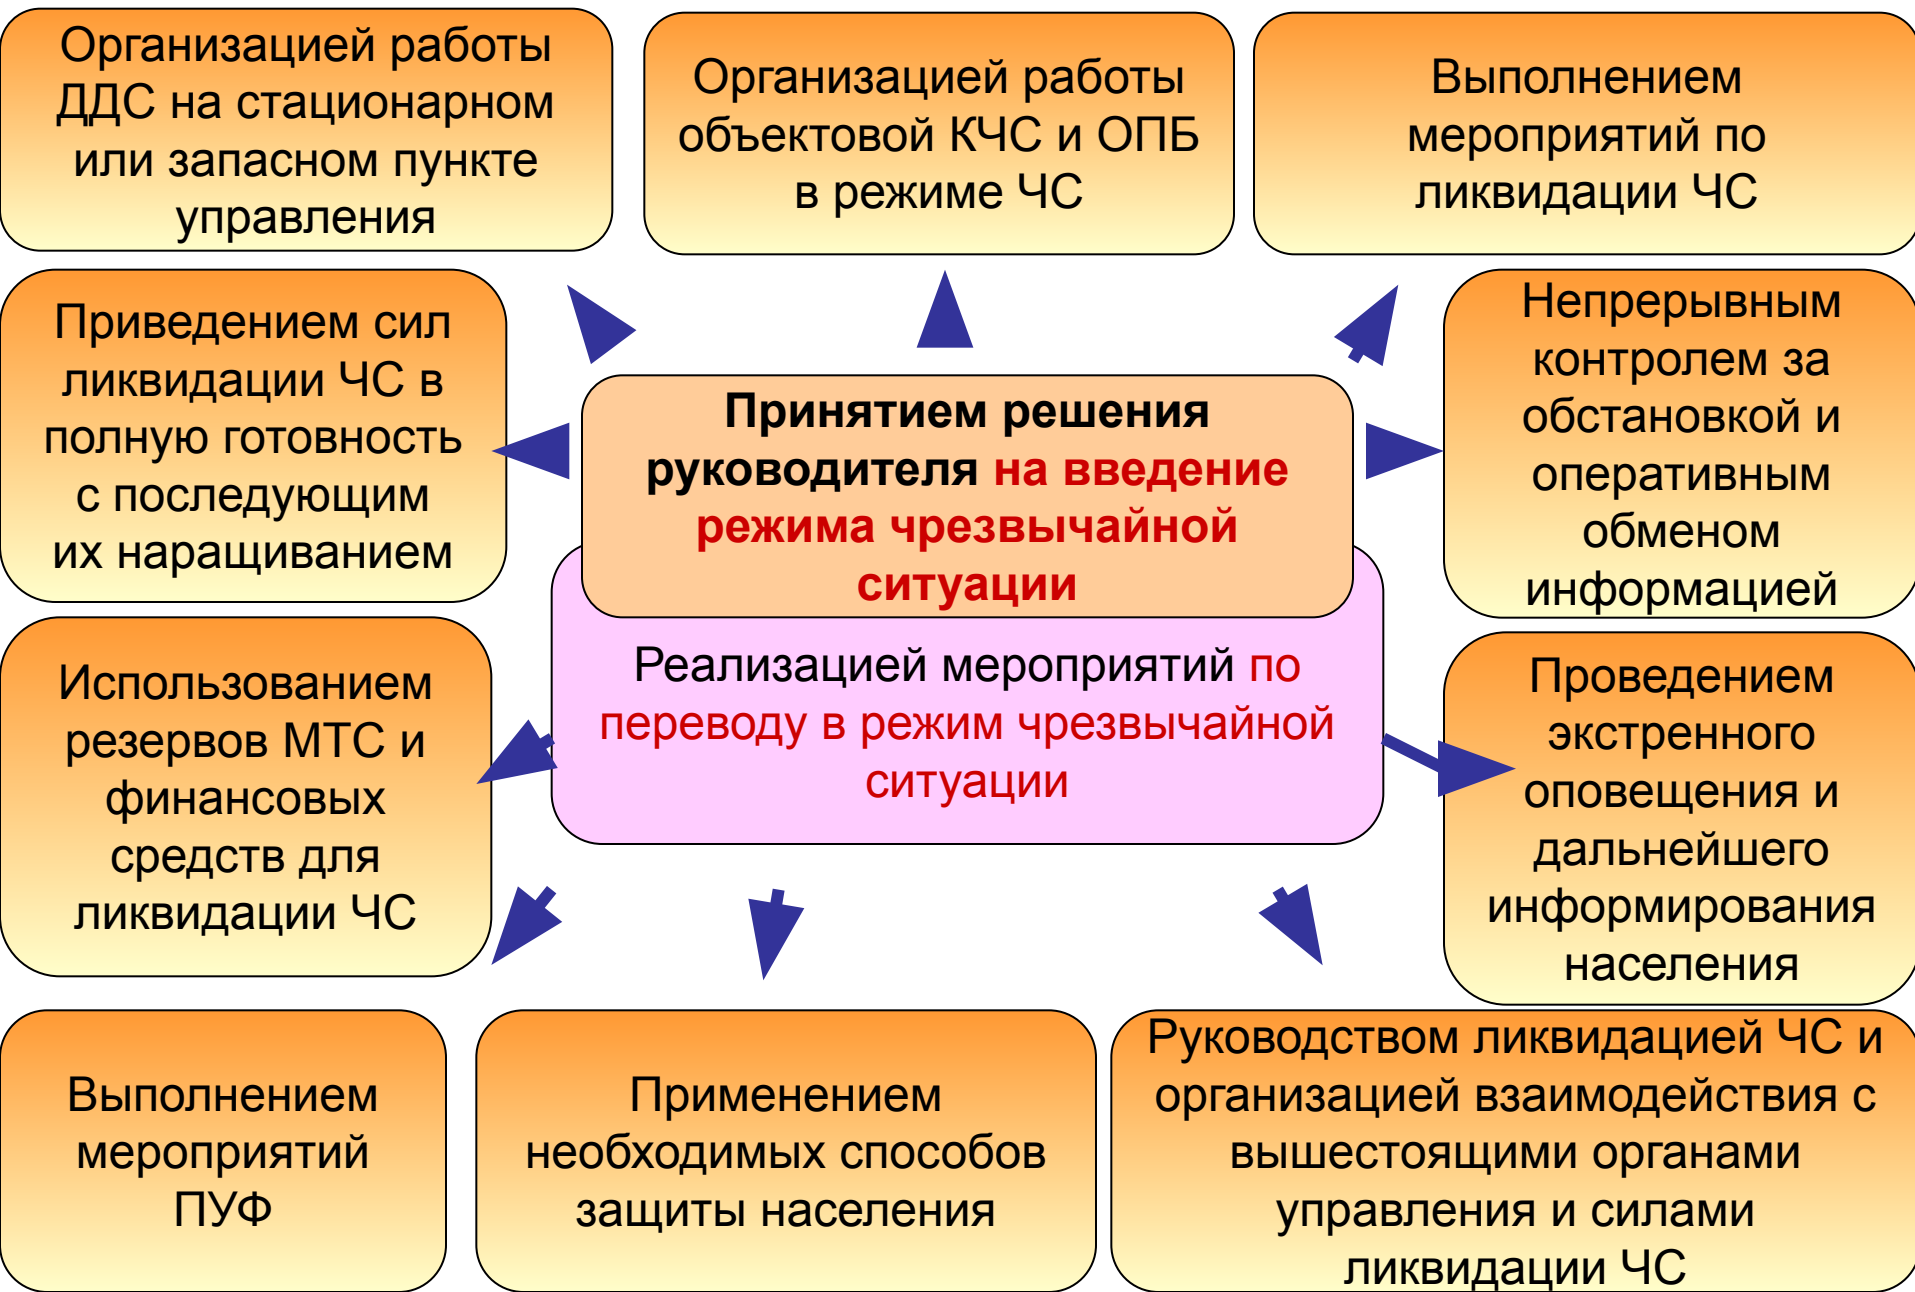 Организацией работы
ДДС на стационарном
или запасном пункте
управления
Организацией работы
объектовой КЧС и ОПБ
в режиме ЧС
Выполнением
мероприятий по
ликвидации ЧС
Приведением сил
ликвидации ЧС в
полную готовность
с последующим
их наращиванием
Принятием решения
руководителя на введение
режима чрезвычайной
ситуации
Непрерывным
контролем за
обстановкой и
оперативным
обменом
информацией
Реализацией мероприятий по
переводу в режим чрезвычайной
ситуации
Использованием
резервов МТС и
финансовых
средств для
ликвидации ЧС
Проведением
экстренного
оповещения и
дальнейшего
информирования
населения
Выполнением
мероприятий
ПУФ
Применением
необходимых способов
защиты населения
Руководством ликвидацией ЧС и
организацией взаимодействия с
вышестоящими органами
управления и силами
ликвидации ЧС